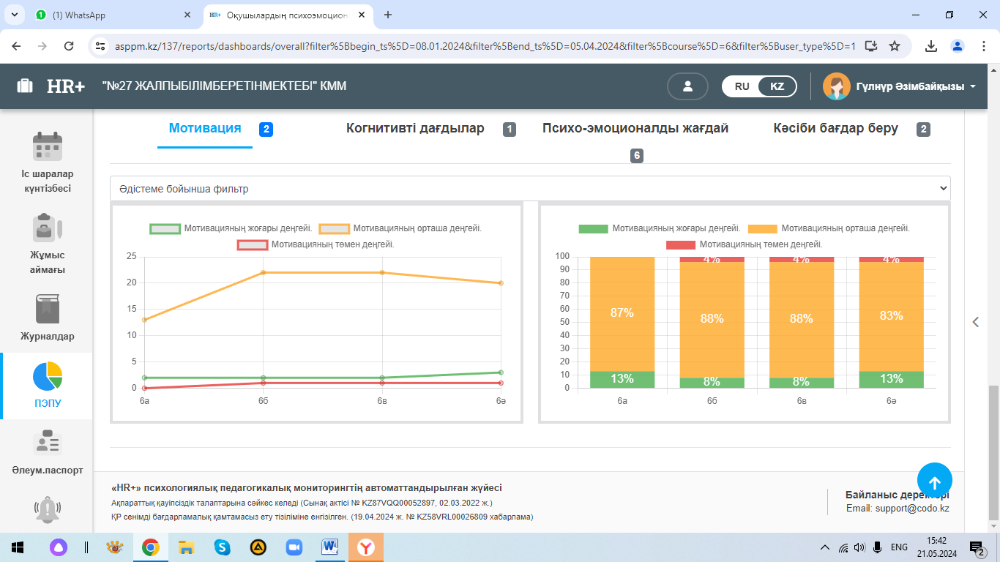 (1) WhatsApp
HR+ Оқушылардың психоэмоцион
asppm.kz/137/reports/dashboards/overall?filter%5Bbegin_ts%5D=08.01.2024&filter%5Bend_ts%5D=05.04.2024&filter%5Bcourse%5D=6&filter%5Buser_type%5D=1
HR+ "№27 ЖАЛПЫБІЛІМБЕРЕТІНМЕКТЕБІ" КММ
RU KZ
Гүлнұр Әзімбайқызы
Іс шаралар
күнтізбесі
Жұмыс
аймағы
Журналдар
ПЭПУ
Әлеум.паспорт
Мотивация 2
Когнитивті дағдылар 1
Психо-эмоционалды жағдай
6
Кәсіби бағдар беру 2
Әдістеме бойынша фильтр
Мотивацияның жоғары деңгейі. Мотивацияның орташа деңгейі.
Мотивацияның төмен деңгейі.
25
20
15
10
5
0
6а 6б 6в 6ә
Мотивацияның жоғары деңгейі. Мотивацияның орташа деңгейі.
Мотивацияның төмен деңгейі.
100
90
80
70
60
50
40
30
20
10
0
4% 4% 4%
87% 88% 88% 83%
13% 8% 8% 13%
6а 6б 6в 6ә
«HR+» психологиялық педагогикалық мониторингтің автоматтандырылған жүйесі
Ақпараттық қауіпсіздік талаптарына сәйкес келеді (Сынақ актісі № KZ87VQQ00052897, 02.03.2022 ж.)
ҚР сенімді бағдарламалық қамтамасыз ету тізіліміне енгізілген. (19.04.2024 ж. № KZ58VRL00026809 хабарлама)
Байланыс деректері
Email: support@codo.kz
ENG
15:42
21.05.2024
2